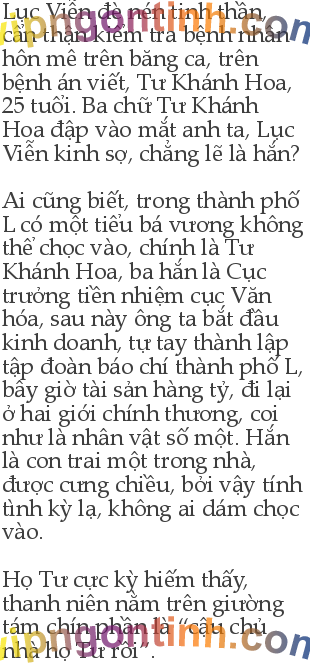 Lục Viễn đè nén tinh thần,
cẩn thận kiểm tra bệnh nhân
hôn mê trên băng ca, trên
bệnh án viết, Tư Khánh Hoa,
25 tuổi. Ba chữ Tư Khánh
Hoa đập vào mắt anh ta, Lục
Viễn kinh sợ, chẳng lẽ là hắn?
Ai cũng biết, trong thành phố
L có một tiểu bá vương không
thể chọc vào, chính là Tư
Khánh Hoa, ba hắn là Cục
trưởng tiền nhiệm cục Văn
hóa, sau này ông ta bắt đầu
kinh doanh, tự tay thành lập
tập đoàn báo chí thành phố L,
bây giờ tài sản hàng tỷ, đi lại
ở hai giới chính thương, coi
như là nhân vật số một. Hắn
là con trai một trong nhà,
được cưng chiều, bởi vậy tính
tình kỳ lạ, không ai dám chọc
vào.
Họ Tư cực kỳ hiếm thấy,
thanh niên nằm trên giường
tám chín phần là “cậu chủ
nhà họ Tư rồi”.
vipngontinh.com
vipngontinh.com